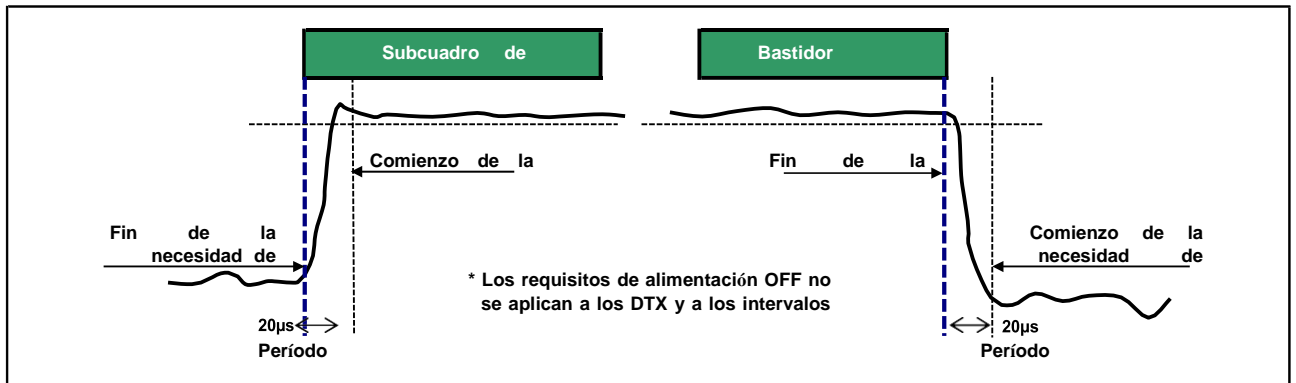 Subcuadro de
Bastidor
Comienzo de la
Fin de la
Fin de la
necesidad de
Comienzo de la
necesidad de
* Los requisitos de alimentación OFF no
se aplican a los DTX y a los intervalos
20µs
Período
20µs
Período